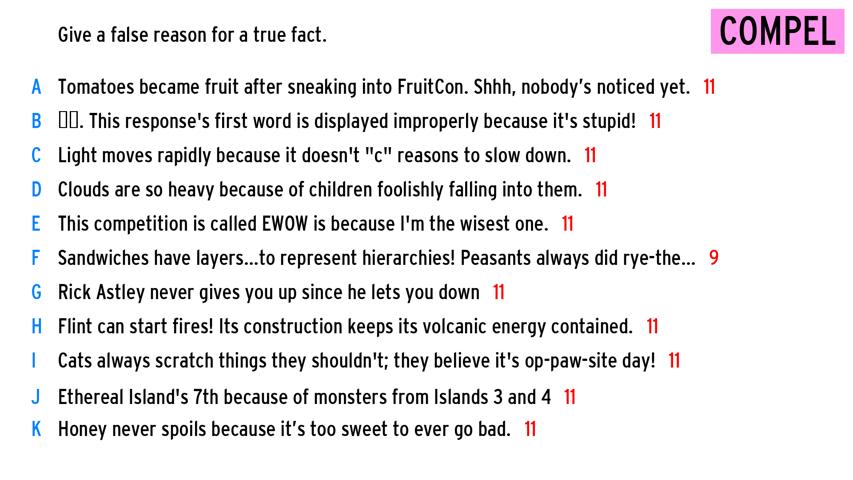 Give a false reason for a true fact.
COMPEL
A Tomatoes became fruit after sneaking into FruitCon. Shhh, nobody’s noticed yet. 11
B ▯▯. This response's first word is displayed improperly because it's stupid! 11
C Light moves rapidly because it doesn't "c" reasons to slow down. 11
D Clouds are so heavy because of children foolishly falling into them. 11
E This competition is called EWOW is because I'm the wisest one. 11
F Sandwiches have layers...to represent hierarchies! Peasants always did rye-the... 9
G Rick Astley never gives you up since he lets you down 11
H Flint can start fires! Its construction keeps its volcanic energy contained. 11
I Cats always scratch things they shouldn't; they believe it's op-paw-site day! 11
J Ethereal Island's 7th because of monsters from Islands 3 and 4 11
K Honey never spoils because it’s too sweet to ever go bad. 11